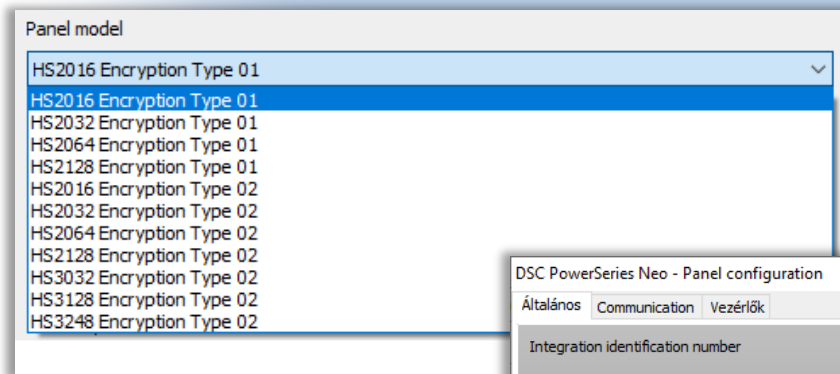 Panel model
HS2016 Encryption Type 01
HS2016 Encryption Type 01
HS2032 Encryption Type 01
HS2064 Encryption Type 01
HS2128 Encryption Type 01
HS2016 Encryption Type 02
HS2032 Encryption Type 02
HS2064 Encryption Type 02
HS2128 Encryption Type 02
HS3032 Encryption Type 02
HS3128 Encryption Type 02
HS3248 Encryption Type 02
DSC PowerSeries Neo - Panel configuration
Általános Communication Vezérlők
Integration identification number